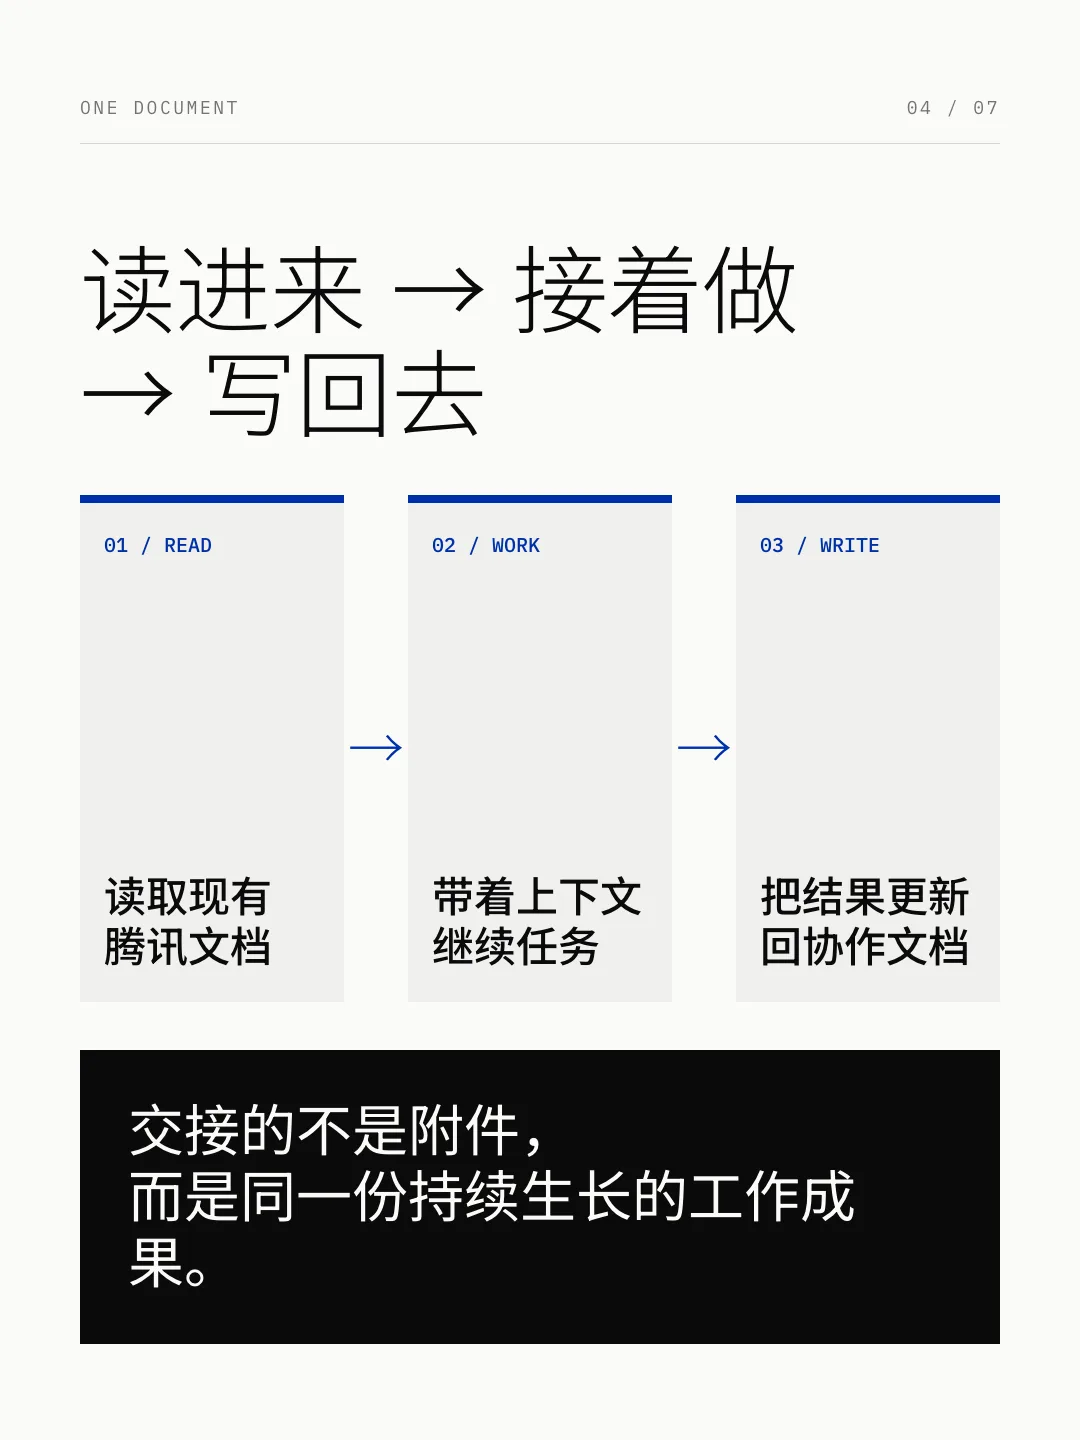 ONE DOCUMENT
04 / 07
读进来 → 接着做
→ 写回去
01 / READ
读取现有
腾讯文档
→
02 / WORK
带着上下文
继续任务
→
03 / WRITE
把结果更新
回协作文档
交接的不是附件，
而是同一份持续生长的工作成
果。